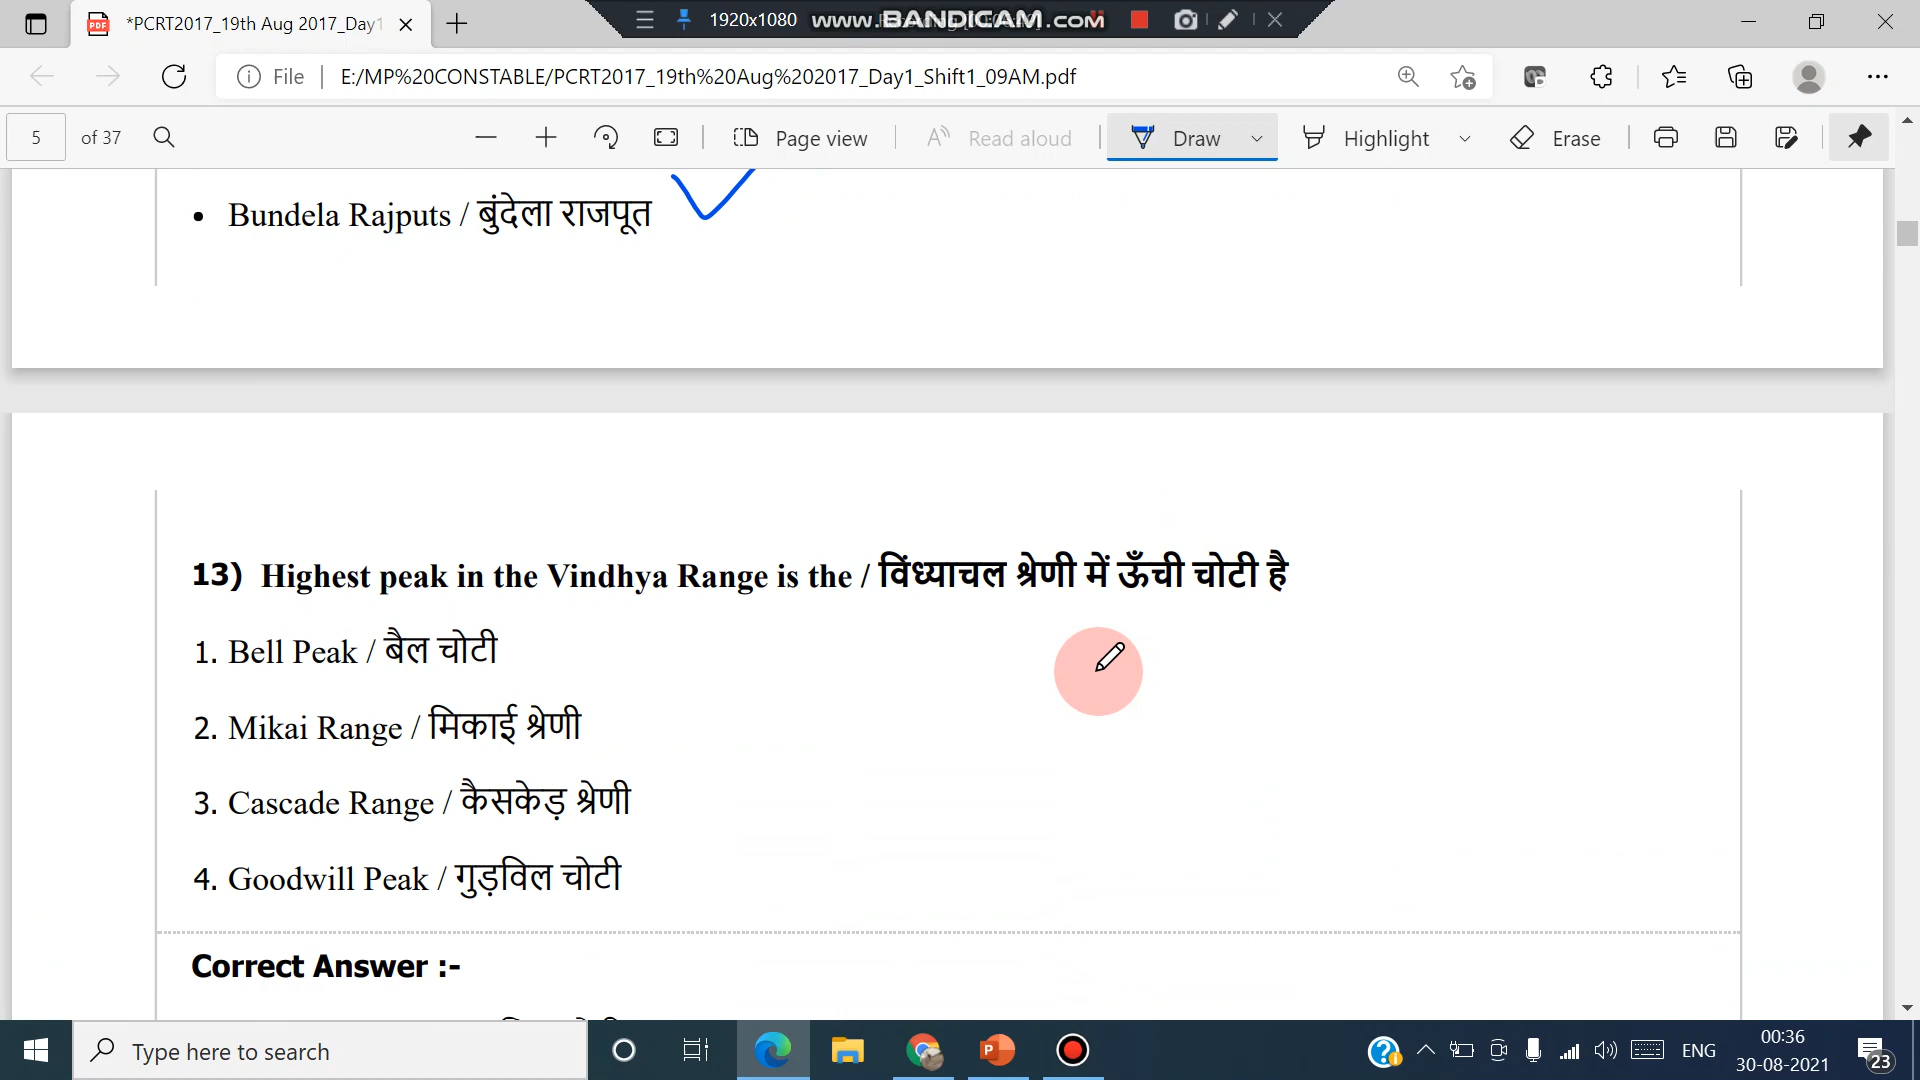 *PCRT2017_19th Aug 2017_Day1
1920x1080
www.BANDICAM.com
File
E:/MP%20CONSTABLE/PCRT2017_19th%20Aug%202017_Day1_Shift1_09AM.pdf
5 of 37
Page view
Read aloud
Draw
Highlight
Erase
• Bundela Rajputs / बुंदेला राजपूत
13) Highest peak in the Vindhya Range is the / विंध्याचल श्रेणी में ऊँची चोटी है
1. Bell Peak / बैल चोटी
2. Mikai Range / मिकाई श्रेणी
3. Cascade Range / कैसकेड़ श्रेणी
4. Goodwill Peak / गुडविल चोटी
Correct Answer :-
Type here to search
ENG
00:36
30-08-2021
23